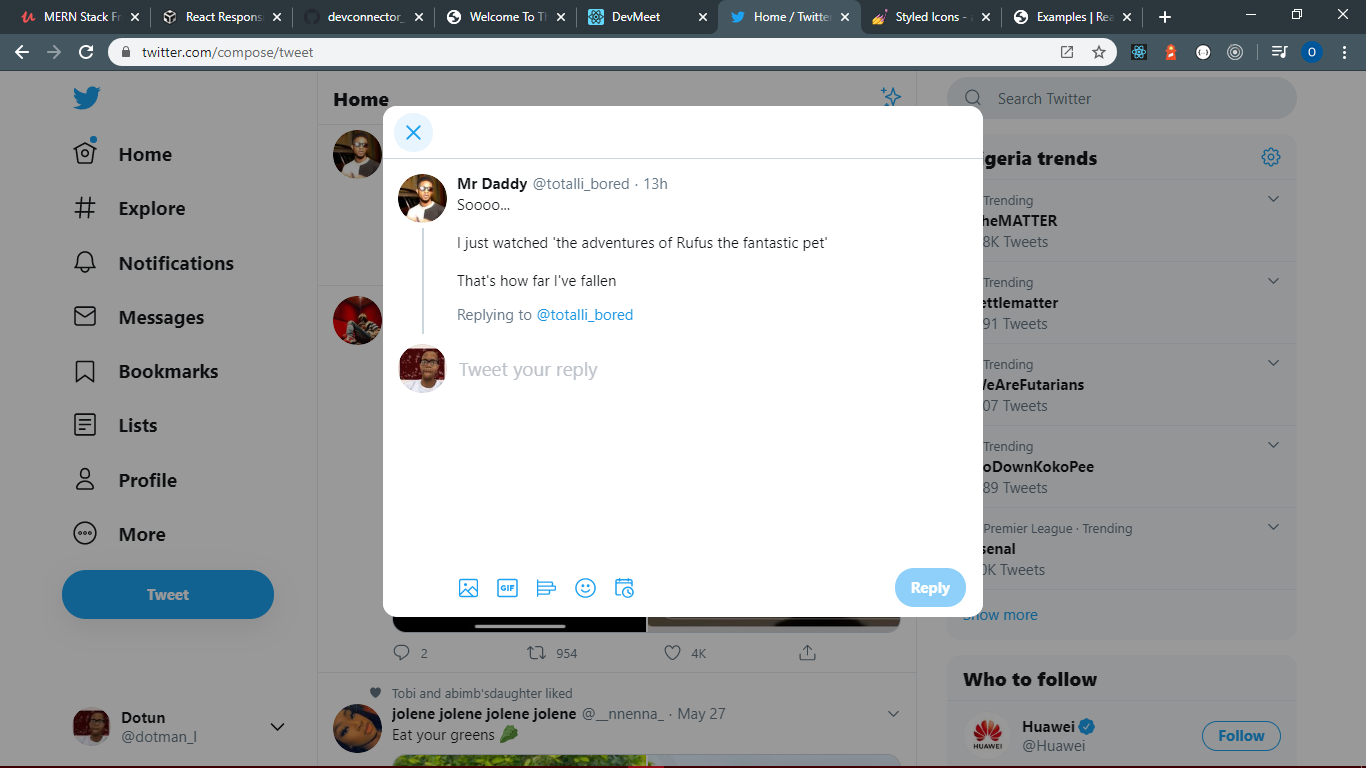 MERN Stack Fr
React Respons
devconnector_
Welcome To Th
DevMeet
Home / Twitter
Styled Icons - a
Examples | Rea
twitter.com/compose/tweet
O
Home
Explore
Notifications
Messages
Bookmarks
Lists
Profile
More
Tweet
Dotun
@dotman_l
Home
Mr Daddy @totalli_bored · 13h
Soooo...
I just watched 'the adventures of Rufus the fantastic pet'
That's how far I've fallen
Replying to @totalli_bored
Tweet your reply
GIF
Reply
2
954
4K
Tobi and abimb'sdaughter liked
jolene jolene jolene jolene @__nnenna_ · May 27
Eat your greens
Search Twitter
geria trends
Trending
heMATTER
8K Tweets
Trending
ettlematter
91 Tweets
Trending
WeAreFutarians
07 Tweets
Trending
oDownKokoPee
89 Tweets
Premier League · Trending
senal
0K Tweets
Show more
Who to follow
HUAWEI
Huawei
@Huawei
Follow